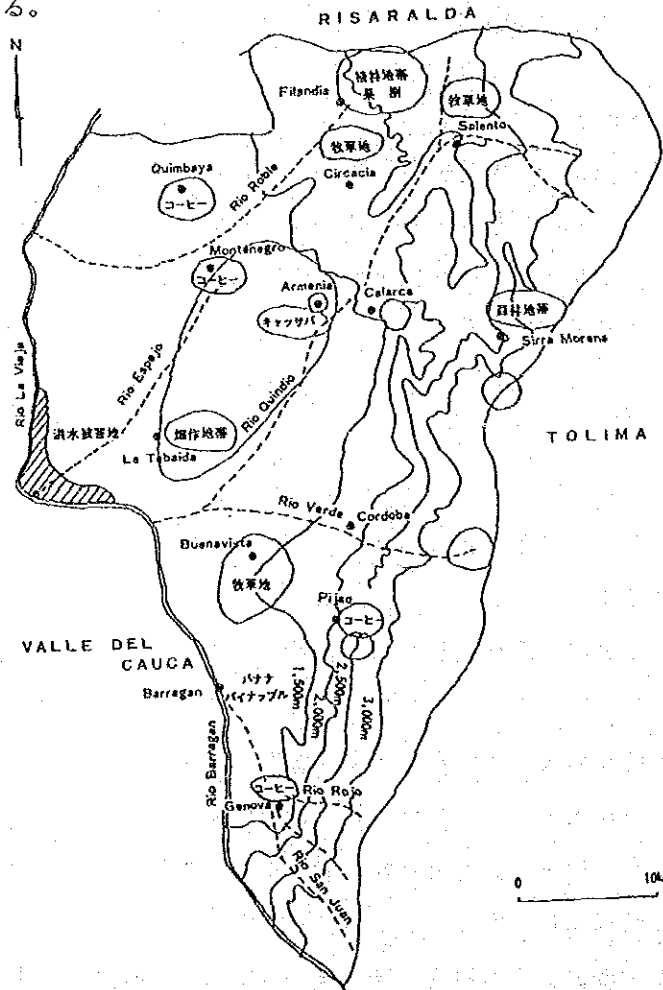 る。
RISARALDA
N
植林地帯
果樹
Filandia
牧草地
Salento
牧草地
Circacia
Quimbaya
コーヒー
Rio Roble
Montenegro
コーヒー
Armenia
キャッサバ
Calarca
Sirra Morena
Rio La Vieja
Rio Espejo
Rio Quindio
洪水被害地
畑作地帯
La Tebaida
TOLIMA
Rio Verde
Cordoba
Buenavista
牧草地
Pijao
コーヒー
VALLE DEL
CAUCA
Barragan
バナナ
パイナップル
1,500m
2,000m
2,500m
3,000m
Rio Barragan
コーヒー
Rio Rojo
Genova
Rio San Juan
0
10k